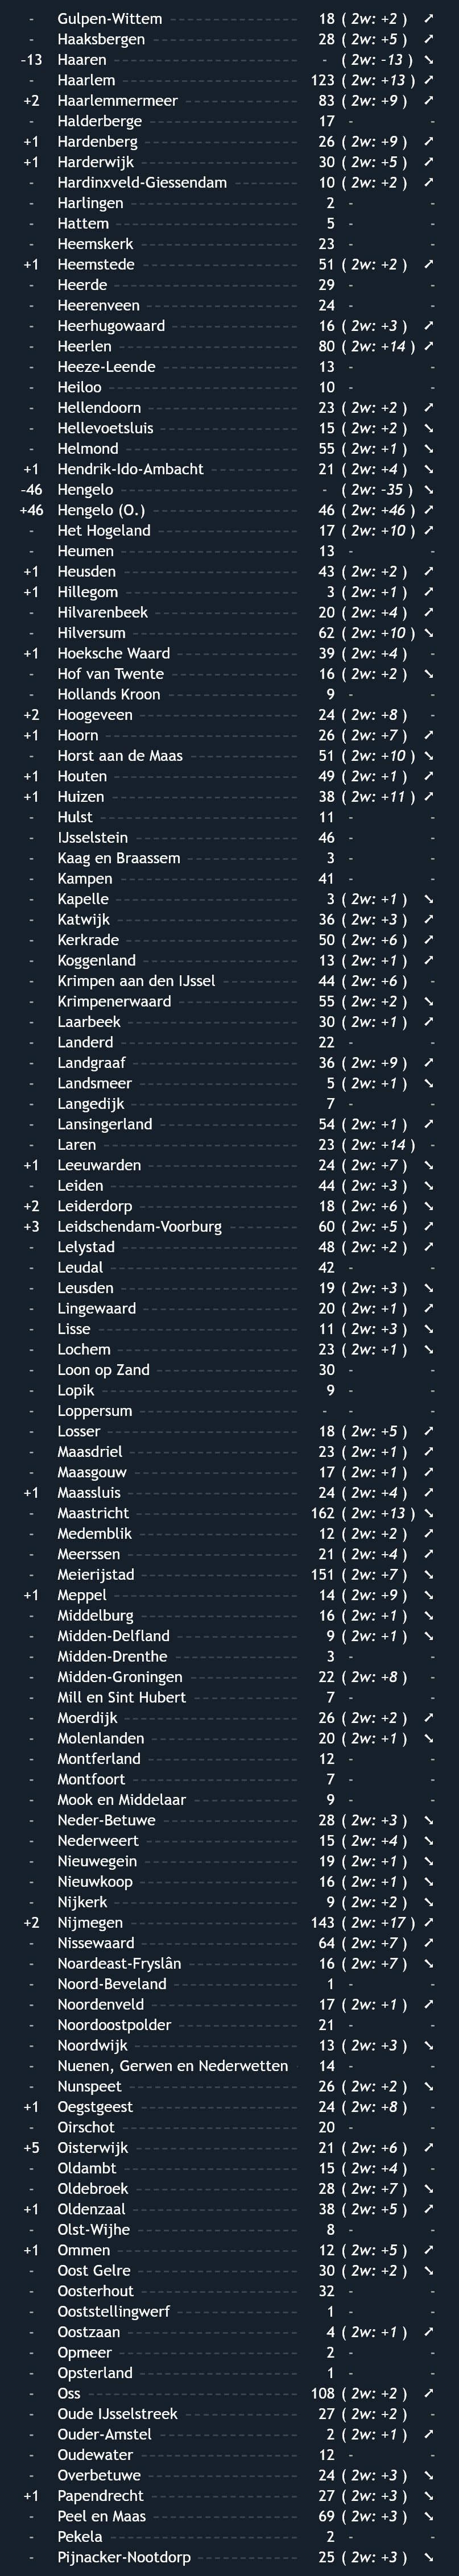 - Gulpen-Wittem 18 ( 2w: +2 ) ↗
- Haaksbergen 28 ( 2w: +5 ) ↗
-13 Haaren - ( 2w: -13 ) ↘
- Haarlem 123 ( 2w: +13 ) ↗
+2 Haarlemmermeer 83 ( 2w: +9 ) ↗
- Halderberge 17 - -
+1 Hardenberg 26 ( 2w: +9 ) ↗
+1 Harderwijk 30 ( 2w: +5 ) ↗
- Hardinxveld-Giessendam 10 ( 2w: +2 ) ↗
- Harlingen 2 - -
- Hattem 5 - -
- Heemskerk 23 - -
+1 Heemstede 51 ( 2w: +2 ) ↗
- Heerde 29 - -
- Heerenveen 24 - -
- Heerhugowaard 16 ( 2w: +3 ) ↗
- Heerlen 80 ( 2w: +14 ) ↗
- Heeze-Leende 13 - -
- Heiloo 10 - -
- Hellendoorn 23 ( 2w: +2 ) ↗
- Hellevoetsluis 15 ( 2w: +2 ) ↘
- Helmond 55 ( 2w: +1 ) ↘
+1 Hendrik-Ido-Ambacht 21 ( 2w: +4 ) ↘
-46 Hengelo - ( 2w: -35 ) ↘
+46 Hengelo (O.) 46 ( 2w: +46 ) ↗
- Het Hogeland 17 ( 2w: +10 ) ↗
- Heumen 13 - -
+1 Heusden 43 ( 2w: +2 ) ↗
+1 Hillegom 3 ( 2w: +1 ) ↗
- Hilvarenbeek 20 ( 2w: +4 ) ↗
- Hilversum 62 ( 2w: +10 ) ↘
+1 Hoeksche Waard 39 ( 2w: +4 ) -
- Hof van Twente 16 ( 2w: +2 ) ↘
- Hollands Kroon 9 - -
+2 Hoogeveen 24 ( 2w: +8 ) -
+1 Hoorn 26 ( 2w: +7 ) ↗
- Horst aan de Maas 51 ( 2w: +10 ) ↘
+1 Houten 49 ( 2w: +1 ) ↗
+1 Huizen 38 ( 2w: +11 ) ↗
- Hulst 11 - -
- IJsselstein 46 - -
- Kaag en Braassem 3 - -
- Kampen 41 - -
- Kapelle 3 ( 2w: +1 ) ↘
- Katwijk 36 ( 2w: +3 ) ↗
- Kerkrade 50 ( 2w: +6 ) ↗
- Koggenland 13 ( 2w: +1 ) ↗
- Krimpen aan den IJssel 44 ( 2w: +6 ) -
- Krimpenerwaard 55 ( 2w: +2 ) ↘
- Laarbeek 30 ( 2w: +1 ) ↗
- Landerd 22 - -
- Landgraaf 36 ( 2w: +9 ) ↗
- Landsmeer 5 ( 2w: +1 ) ↘
- Langedijk 7 - -
- Lansingerland 54 ( 2w: +1 ) ↗
- Laren 23 ( 2w: +14 ) -
+1 Leeuwarden 24 ( 2w: +7 ) ↘
- Leiden 44 ( 2w: +3 ) ↘
+2 Leiderdorp 18 ( 2w: +6 ) ↘
+3 Leidschendam-Voorburg 60 ( 2w: +5 ) ↗
- Lelystad 48 ( 2w: +2 ) ↗
- Leudal 42 - -
- Leusden 19 ( 2w: +3 ) ↘
- Lingewaard 20 ( 2w: +1 ) ↗
- Lisse 11 ( 2w: +3 ) ↘
- Lochem 23 ( 2w: +1 ) ↘
- Loon op Zand 30 - -
- Lopik 9 - -
- Loppersum - - -
- Losser 18 ( 2w: +5 ) ↗
- Maasdriel 23 ( 2w: +1 ) ↗
- Maasgouw 17 ( 2w: +1 ) ↗
+1 Maassluis 24 ( 2w: +4 ) ↗
- Maastricht 162 ( 2w: +13 ) ↘
- Medemblik 12 ( 2w: +2 ) ↗
- Meerssen 21 ( 2w: +4 ) ↗
- Meierijstad 151 ( 2w: +7 ) ↘
+1 Meppel 14 ( 2w: +9 ) ↘
- Middelburg 16 ( 2w: +1 ) ↘
- Midden-Delfland 9 ( 2w: +1 ) ↘
- Midden-Drenthe 3 - -
- Midden-Groningen 22 ( 2w: +8 ) -
- Mill en Sint Hubert 7 - -
- Moerdijk 26 ( 2w: +2 ) ↗
- Molenlanden 20 ( 2w: +1 ) ↘
- Montferland 12 - -
- Montfoort 7 - -
- Mook en Middelaar 9 - -
- Neder-Betuwe 28 ( 2w: +3 ) ↘
- Nederweert 15 ( 2w: +4 ) ↘
- Nieuwegein 19 ( 2w: +1 ) ↘
- Nieuwkoop 16 ( 2w: +1 ) ↘
- Nijkerk 9 ( 2w: +2 ) ↘
+2 Nijmegen 143 ( 2w: +17 ) ↗
- Nissewaard 64 ( 2w: +7 ) ↗
- Noardeast-Fryslân 16 ( 2w: +7 ) ↘
- Noord-Beveland 1 - -
- Noordenveld 17 ( 2w: +1 ) ↗
- Noordoostpolder 21 - -
- Noordwijk 13 ( 2w: +3 ) ↘
- Nuenen, Gerwen en Nederwetten 14 - -
- Nunspeet 26 ( 2w: +2 ) ↘
+1 Oegstgeest 24 ( 2w: +8 ) -
- Oirschot 20 - -
+5 Oisterwijk 21 ( 2w: +6 ) ↗
- Oldambt 15 ( 2w: +4 ) -
- Oldebroek 28 ( 2w: +7 ) ↘
+1 Oldenzaal 38 ( 2w: +5 ) ↗
- Olst-Wijhe 8 - -
+1 Ommen 12 ( 2w: +5 ) ↗
- Oost Gelre 30 ( 2w: +2 ) ↘
- Oosterhout 32 - -
- Ooststellingwerf 1 - -
- Oostzaan 4 ( 2w: +1 ) ↗
- Opmeer 2 - -
- Opsterland 1 - -
- Oss 108 ( 2w: +2 ) ↗
- Oude IJsselstreek 27 ( 2w: +2 ) -
- Ouder-Amstel 2 ( 2w: +1 ) ↗
- Oudewater 12 - -
- Overbetuwe 24 ( 2w: +3 ) ↘
+1 Papendrecht 27 ( 2w: +3 ) ↘
- Peel en Maas 69 ( 2w: +3 ) ↘
- Pekela 2 - -
- Pijnacker-Nootdorp 25 ( 2w: +3 ) ↘